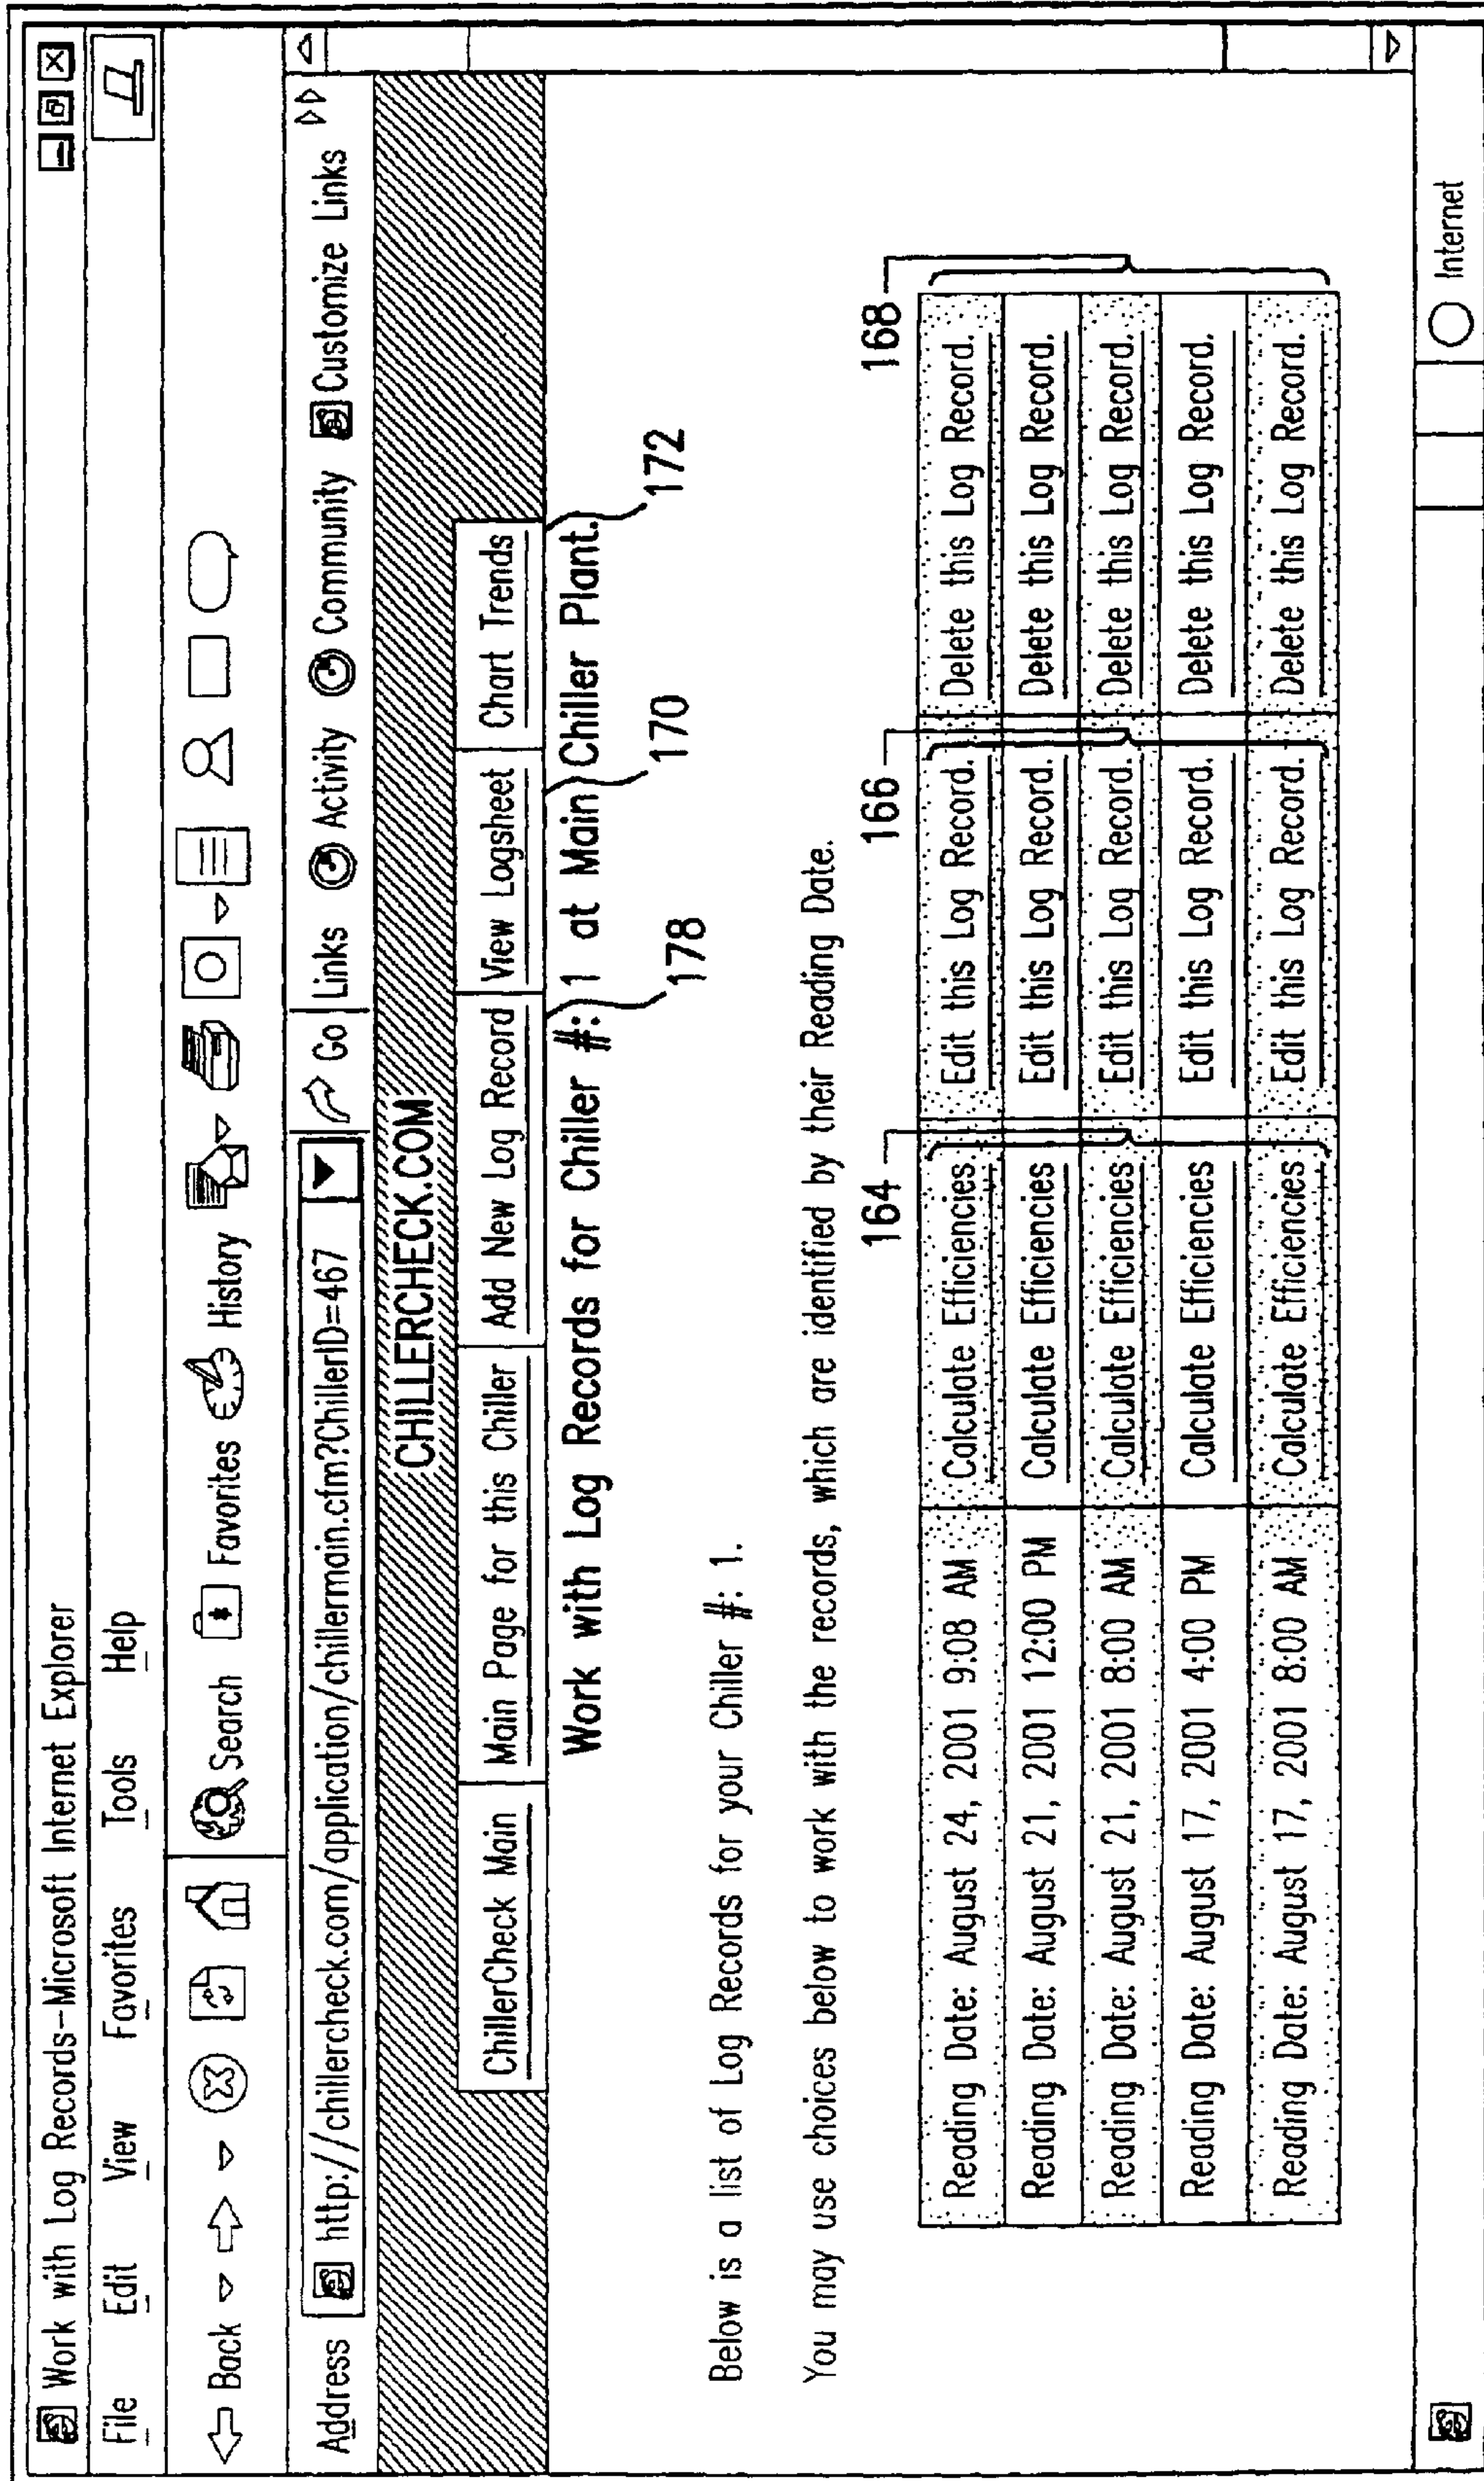 Work with Log Records-Microsoft Internet Explorer
File Edit View Favorites Tools Help
Back Search Favorites History
Address http://chillercheck.com/application/chillermain.cfm?ChillerID=467 Go Links Activity Community Customize Links
CHILLERCHECK.COM
ChillerCheck Main Main Page for this Chiller Add New Log Record View Logsheet Chart Trends
Work with Log Records for Chiller #: 1 at Main Chiller Plant.
178 170 172
Below is a list of Log Records for your Chiller #: 1.
You may use choices below to work with the records, which are identified by their Reading Date.
164 166 168
Reading Date: August 24, 2001 9:08 AM Calculate Efficiencies Edit this Log Record. Delete this Log Record.
Reading Date: August 21, 2001 12:00 PM Calculate Efficiencies Edit this Log Record. Delete this Log Record.
Reading Date: August 21, 2001 8:00 AM Calculate Efficiencies Edit this Log Record. Delete this Log Record.
Reading Date: August 17, 2001 4:00 PM Calculate Efficiencies Edit this Log Record. Delete this Log Record.
Reading Date: August 17, 2001 8:00 AM Calculate Efficiencies Edit this Log Record. Delete this Log Record.
Internet